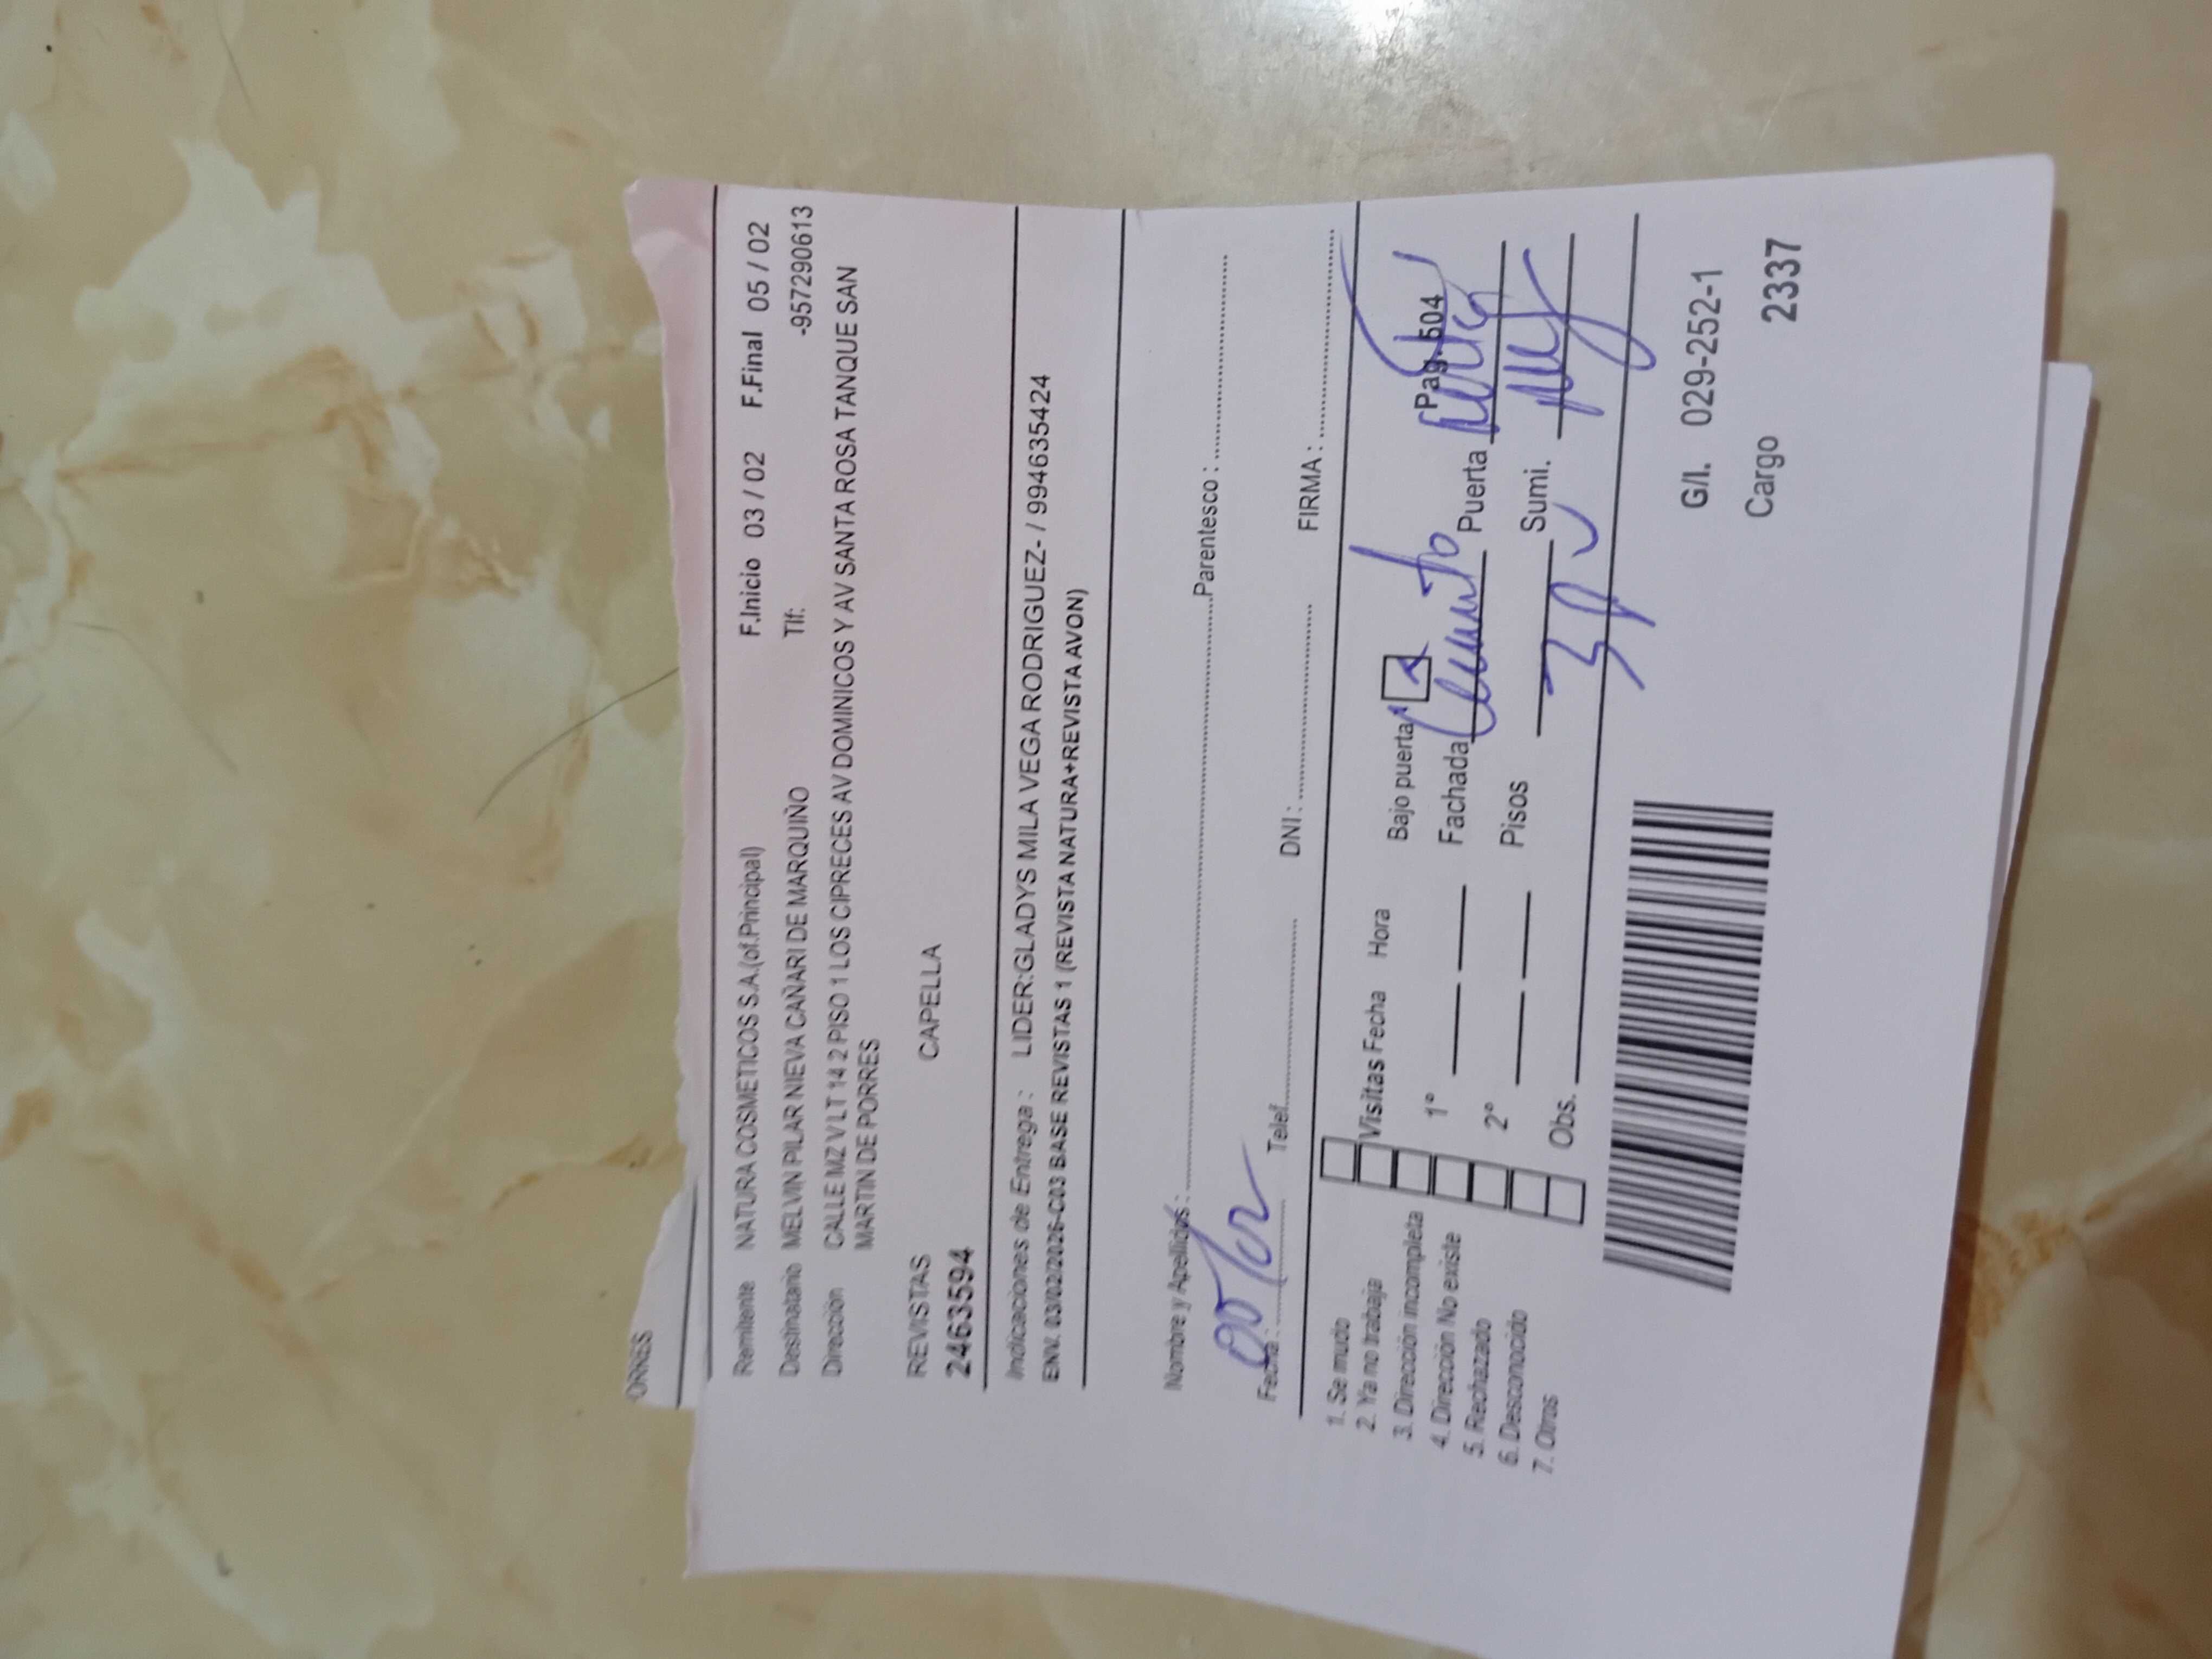 ORRES
Remitente NATURA COSMETICOS S.A.(of.Principal) F.Inicio 03 / 02 F.Final 05 / 02
Destinatario MELVIN PILAR NIEVA CAÑARI DE MARQUIÑO Tlf: -957290613
Dirección CALLE MZ V LT 14 2 PISO 1 LOS CIPRECES AV DOMINICOS Y AV SANTA ROSA TANQUE SAN
MARTIN DE PORRES
REVISTAS CAPELLA
2463594
Indicaciones de Entrega : LIDER:GLADYS MILA VEGA RODRIGUEZ- / 994635424
ENV. 03/02/2026-C03 BASE REVISTAS 1 (REVISTA NATURA+REVISTA AVON)
Nombre y Apellidos : Parentesco :
Fecha : Telef. DNI : FIRMA :
1. Se mudo
2. Ya no trabaja
3. Dirección incompleta
4. Dirección No existe
5. Rechazado
6. Desconocido
7. Otros
Visitas Fecha Hora Bajo puerta Pag. 504
1º Fachada Puerta
2º Pisos Sumi.
Obs.
G/I. 029-252-1
Cargo 2337